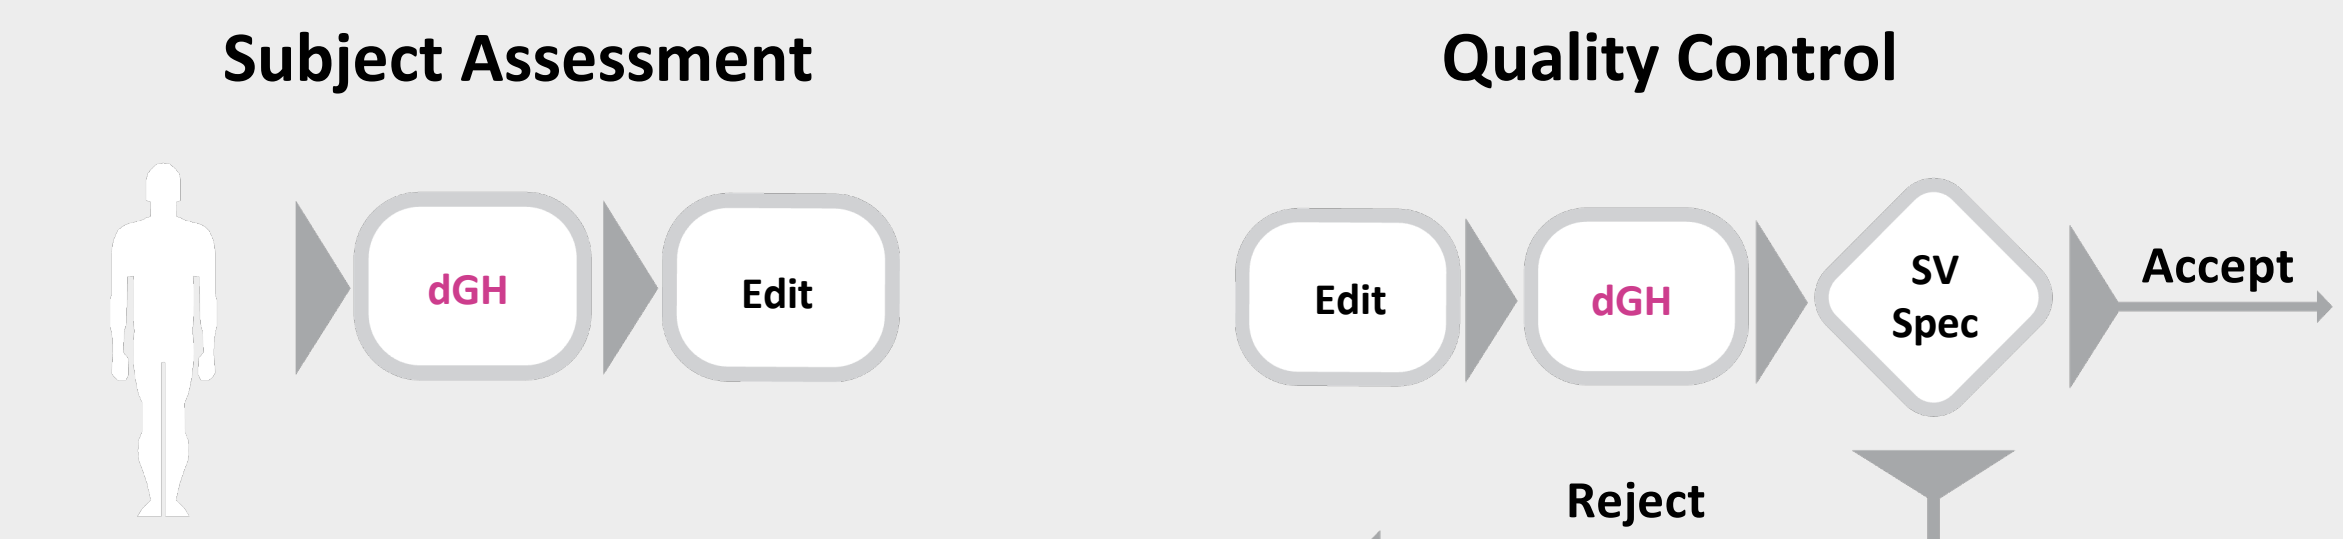 Subject Assessment
dGH
Edit
Quality Control
Edit
dGH
SV
Spec
Accept
Reject